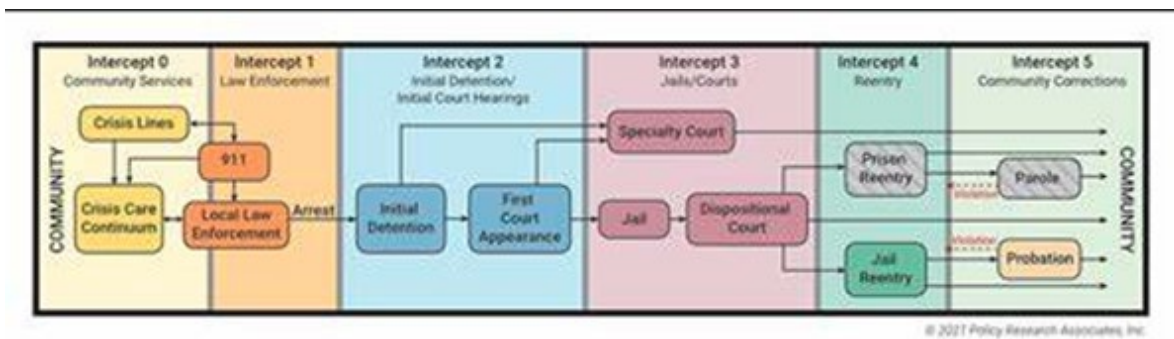 Intercept 0
Community Services
Intercept 1
Law Enforcement
Intercept 2
Initial Detention/
Initial Court Hearings
Intercept 3
Jails/Courts
Intercept 4
Reentry
Intercept 5
Community Corrections
COMMUNITY
Crisis Lines
911
Crisis Care
Continuum
Local Law
Enforcement
Arrest
Initial
Detention
First
Court
Appearance
Specialty Court
Jail
Dispositional
Court
Prison
Reentry
Violation
Parole
Jail
Reentry
Violation
Probation
COMMUNITY
© 2021 Policy Research Associates, Inc.